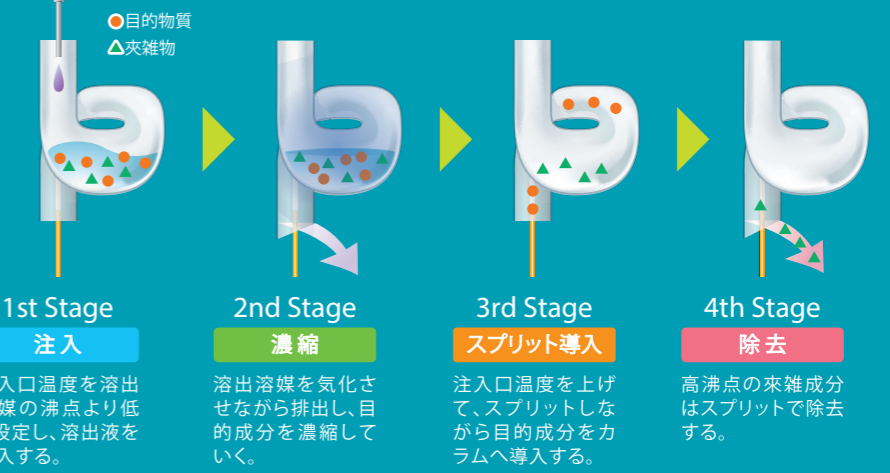 目的物質
夾雑物
1st Stage
2nd Stage
3rd Stage
4th Stage
注入
濃縮
スプリット導入
除去
入口温度を溶出
媒の沸点より低
設定し、溶出液を
入する。
溶出溶媒を気化さ
せながら排出し、目
的成分を濃縮して
いく。
注入口温度を上げ
て、スプリットしな
がら目的成分をカ
ラムへ導入する。
高沸点の來雑成分
はスプリットで除去
する。